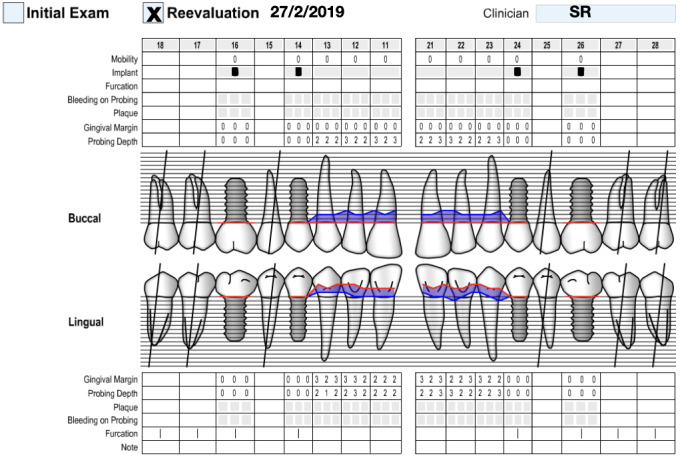 Initial Exam X Reevaluation 27/2/2019 Clinician SR
18 17 16 15 14 13 12 11 21 22 23 24 25 26 27 28
Mobility 0 0 0 0 0 0 0 0 0 0
Implant
Furcation
Bleeding on Probing
Plaque
Gingival Margin 0 0 0 0 0 0 0 0 0 0 0 0 0 0 0 0 0 0 0 0 0 0 0 0 0 0 0 0 0 0
Probing Depth 0 0 0 0 0 0 2 2 2 3 2 2 3 2 3 2 2 3 3 2 2 2 2 2 0 0 0 0 0 0
Buccal
Lingual
Gingival Margin 0 0 0 0 0 0 3 2 3 3 3 2 2 2 2 3 2 3 2 2 3 3 2 2 0 0 0 0 0 0
Probing Depth 0 0 0 0 0 0 2 1 2 2 3 2 2 2 2 2 2 3 2 3 2 2 3 2 0 0 0 0 0 0
Plaque
Bleeding on Probing
Furcation | | | | | | | |
Note